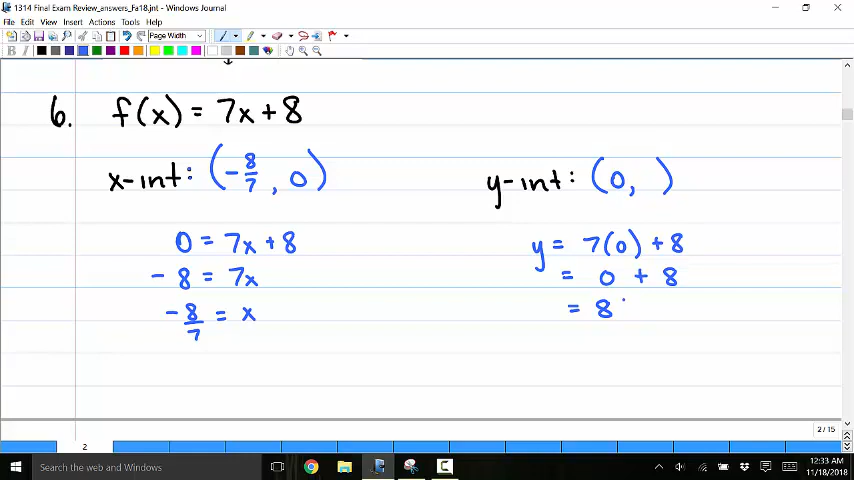 1314 Final Exam Review_answers_Fa18.jnt - Windows Journal
File Edit View Insert Actions Tools Help
Page Width
B I
6. f(x) = 7x + 8
x-int: (-8/7, 0) y-int: (0, )
0 = 7x + 8 y = 7(0) + 8
-8 = 7x = 0 + 8
-8/7 = x = 8
2/15
2
Search the web and Windows
12:33 AM
11/18/2018